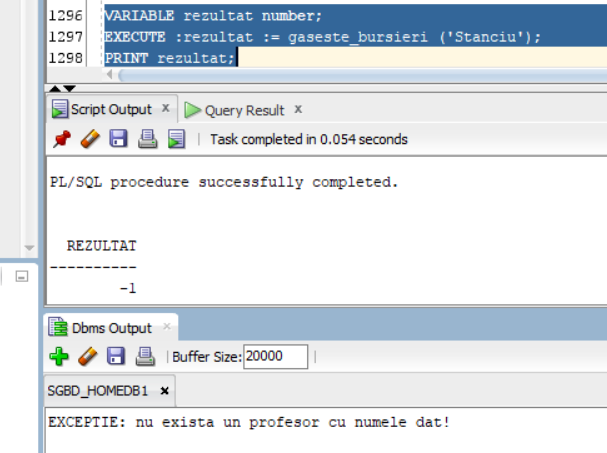 1296 VARIABLE rezultat number;
1297 EXECUTE :rezultat := gaseste_bursieri ('Stanciu');
1298 PRINT rezultat;
Script Output x Query Result x
Task completed in 0.054 seconds
PL/SQL procedure successfully completed.
REZULTAT
----------
-1
Dbms Output x
Buffer Size: 20000
SGBD_HOMEDB1 x
EXCEPTIE: nu exista un profesor cu numele dat!